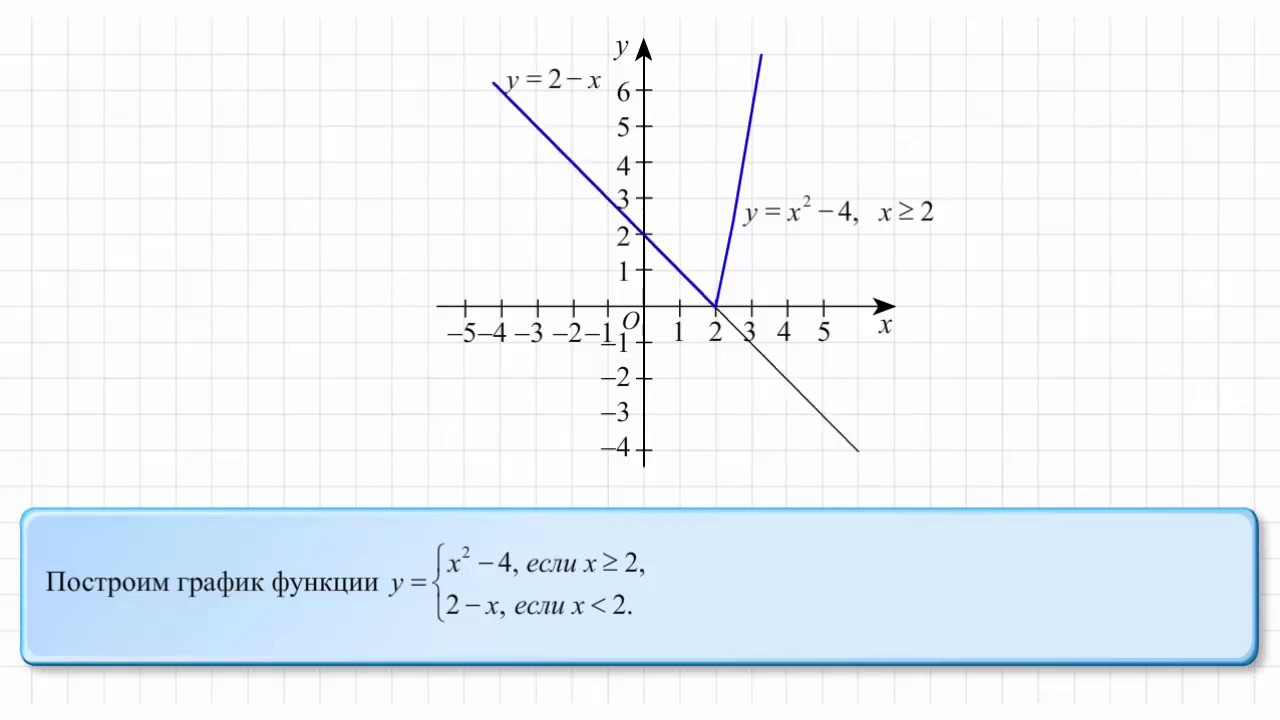 y
y = 2 – x
6
5
4
3
2
1
y = x² – 4, x ≥ 2
–5 –4 –3 –2 –1 O 1 2 3 4 5 x
–1
–2
–3
–4
Построим график функции y = { x² – 4, если x ≥ 2,
2 – x, если x < 2.